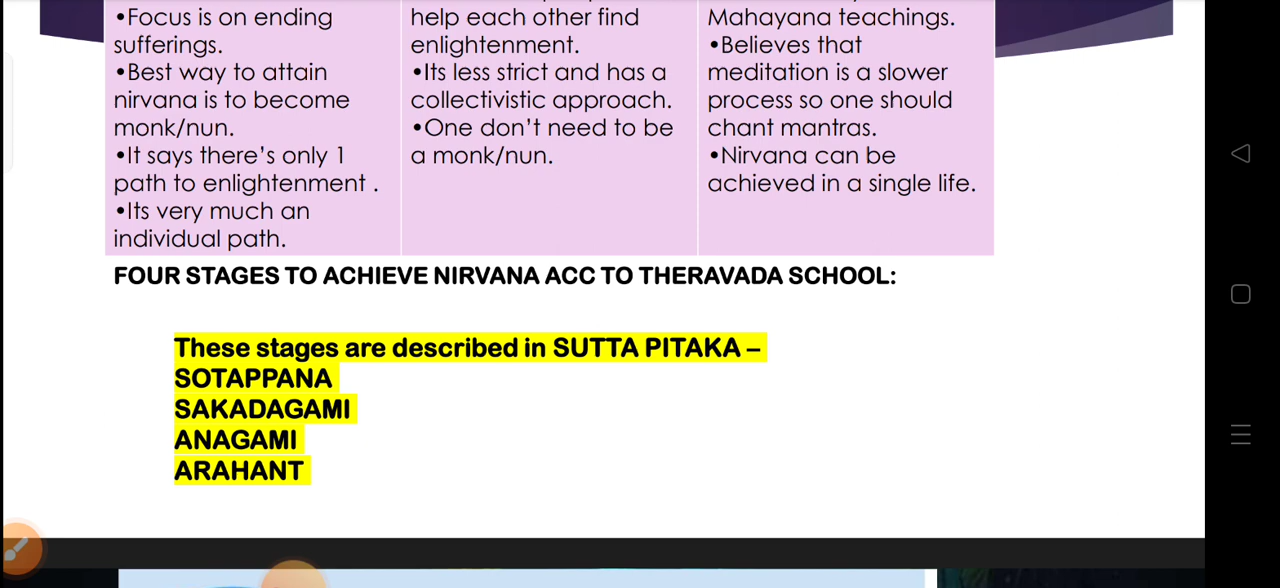 •Focus is on ending
sufferings.
•Best way to attain
nirvana is to become
monk/nun.
•It says there’s only 1
path to enlightenment .
•Its very much an
individual path.
help each other find
enlightenment.
•Its less strict and has a
collectivistic approach.
•One don’t need to be
a monk/nun.
Mahayana teachings.
•Believes that
meditation is a slower
process so one should
chant mantras.
•Nirvana can be
achieved in a single life.
FOUR STAGES TO ACHIEVE NIRVANA ACC TO THERAVADA SCHOOL:
These stages are described in SUTTA PITAKA –
SOTAPPANA
SAKADAGAMI
ANAGAMI
ARAHANT